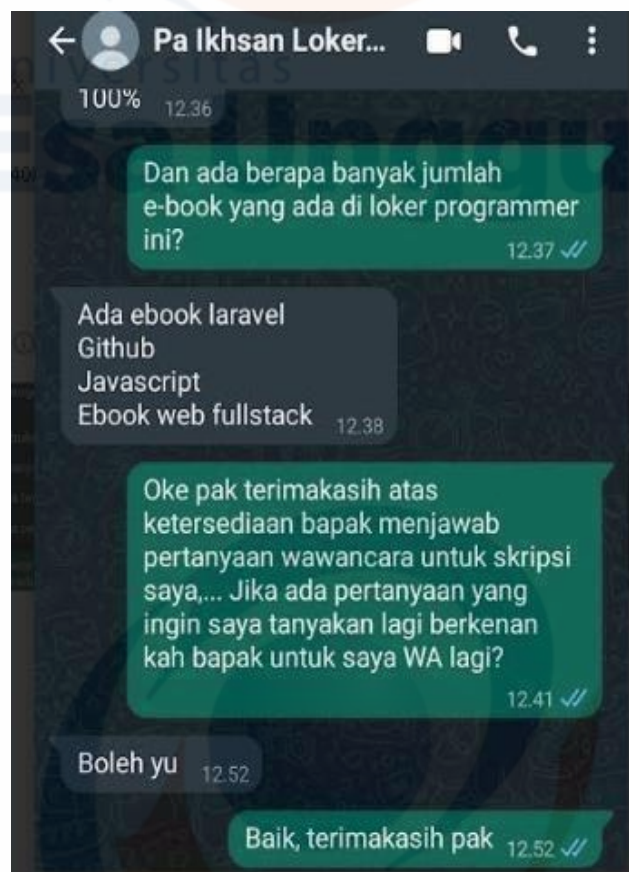 Pa Ikhsan Loker...
100% 12.36
Dan ada berapa banyak jumlah
e-book yang ada di loker programmer
ini?
12.37
Ada ebook laravel
Github
Javascript
Ebook web fullstack 12.38
Oke pak terimakasih atas
ketersediaan bapak menjawab
pertanyaan wawancara untuk skripsi
saya,... Jika ada pertanyaan yang
ingin saya tanyakan lagi berkenan
kah bapak untuk saya WA lagi?
12.41
Boleh yu 12.52
Baik, terimakasih pak 12.52